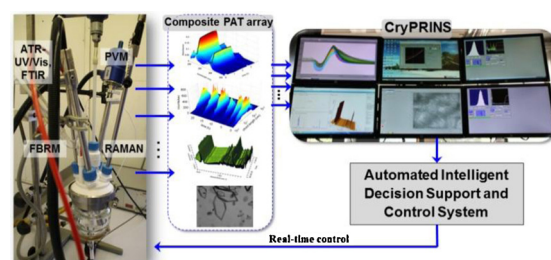 ATR-
UV/Vis,
FTIR
PVM
FBRM
RAMAN
Composite PAT array
CryPRINS
Automated Intelligent
Decision Support and
Control System
Real-time control